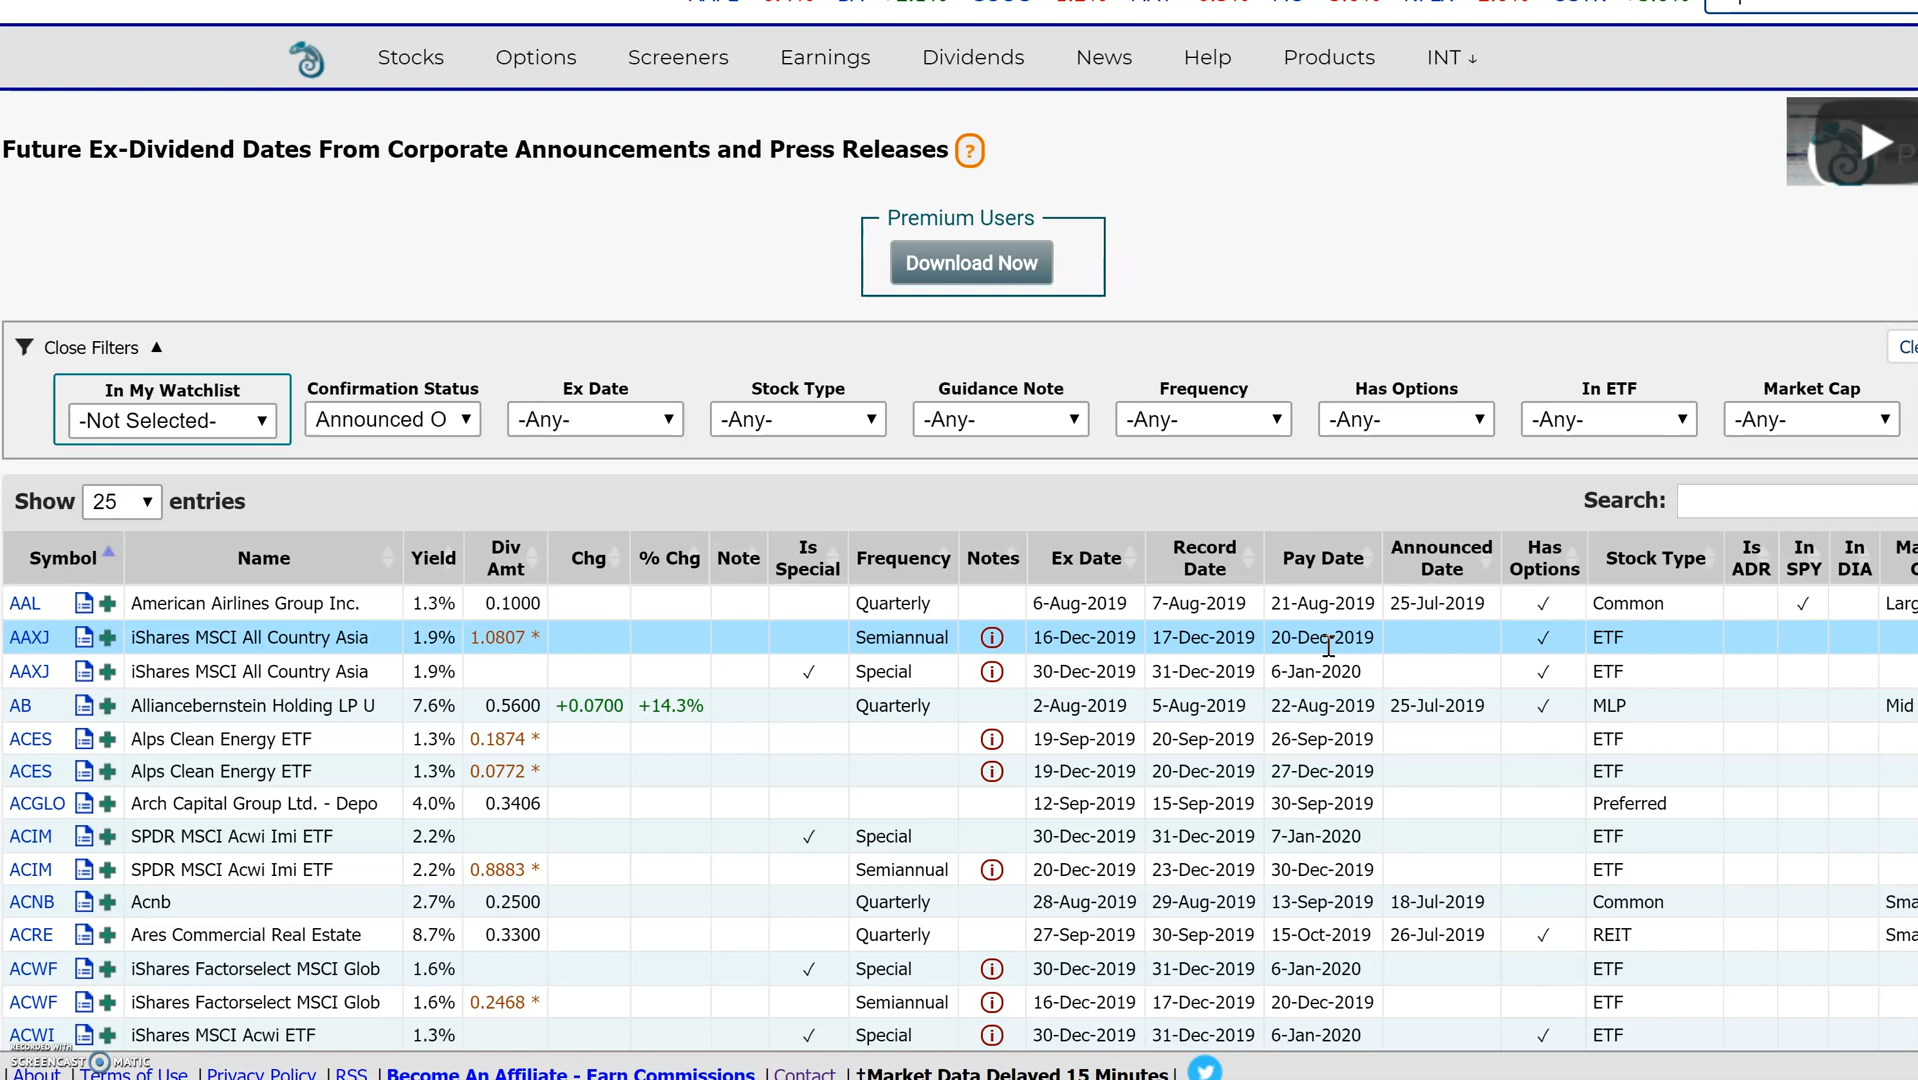 Stocks Options Screeners Earnings Dividends News Help Products INT ↓
Future Ex-Dividend Dates From Corporate Announcements and Press Releases ?
Premium Users
Download Now
Close Filters ▲
Cle
In My Watchlist Confirmation Status Ex Date Stock Type Guidance Note Frequency Has Options In ETF Market Cap
-Not Selected- Announced O -Any- -Any- -Any- -Any- -Any- -Any- -Any-
Show 25 entries Search:
Symbol Name Yield Div Amt Chg % Chg Note Is Special Frequency Notes Ex Date Record Date Pay Date Announced Date Has Options Stock Type Is ADR In SPY In DIA
AAL American Airlines Group Inc. 1.3% 0.1000 Quarterly 6-Aug-2019 7-Aug-2019 21-Aug-2019 25-Jul-2019 ✓ Common ✓ Larg
AAXJ iShares MSCI All Country Asia 1.9% 1.0807 * Semiannual 16-Dec-2019 17-Dec-2019 20-Dec-2019 ✓ ETF
AAXJ iShares MSCI All Country Asia 1.9% ✓ Special 30-Dec-2019 31-Dec-2019 6-Jan-2020 ✓ ETF
AB Alliancebernstein Holding LP U 7.6% 0.5600 +0.0700 +14.3% Quarterly 2-Aug-2019 5-Aug-2019 22-Aug-2019 25-Jul-2019 ✓ MLP Mid
ACES Alps Clean Energy ETF 1.3% 0.1874 * 19-Sep-2019 20-Sep-2019 26-Sep-2019 ETF
ACES Alps Clean Energy ETF 1.3% 0.0772 * 19-Dec-2019 20-Dec-2019 27-Dec-2019 ETF
ACGLO Arch Capital Group Ltd. - Depo 4.0% 0.3406 12-Sep-2019 15-Sep-2019 30-Sep-2019 Preferred
ACIM SPDR MSCI Acwi Imi ETF 2.2% ✓ Special 30-Dec-2019 31-Dec-2019 7-Jan-2020 ETF
ACIM SPDR MSCI Acwi Imi ETF 2.2% 0.8883 * Semiannual 20-Dec-2019 23-Dec-2019 30-Dec-2019 ETF
ACNB Acnb 2.7% 0.2500 Quarterly 28-Aug-2019 29-Aug-2019 13-Sep-2019 18-Jul-2019 Common Sma
ACRE Ares Commercial Real Estate 8.7% 0.3300 Quarterly 27-Sep-2019 30-Sep-2019 15-Oct-2019 26-Jul-2019 ✓ REIT Sma
ACWF iShares Factorselect MSCI Glob 1.6% ✓ Special 30-Dec-2019 31-Dec-2019 6-Jan-2020 ETF
ACWF iShares Factorselect MSCI Glob 1.6% 0.2468 * Semiannual 16-Dec-2019 17-Dec-2019 20-Dec-2019 ETF
ACWI iShares MSCI Acwi ETF 1.3% ✓ Special 30-Dec-2019 31-Dec-2019 6-Jan-2020 ✓ ETF
RECORDED WITH
SCREENCAST MATIC
| About | Terms of Use | Privacy Policy | RSS | Become An Affiliate - Earn Commissions | Contact | †Market Data Delayed 15 Minutes |